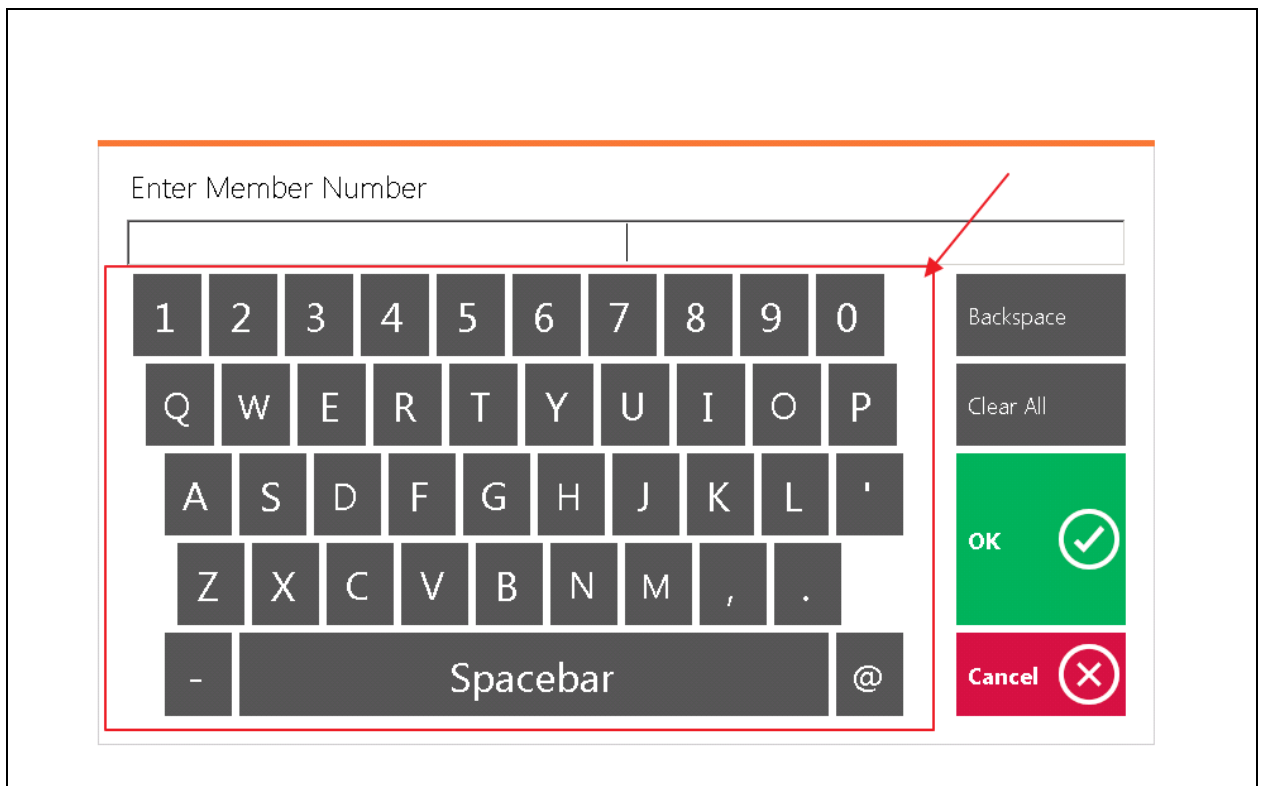 Enter Member Number
1 2 3 4 5 6 7 8 9 0 Backspace
Q W E R T Y U I O P Clear All
A S D F G H J K L '
OK
Z X C V B N M , .
- Spacebar @ Cancel